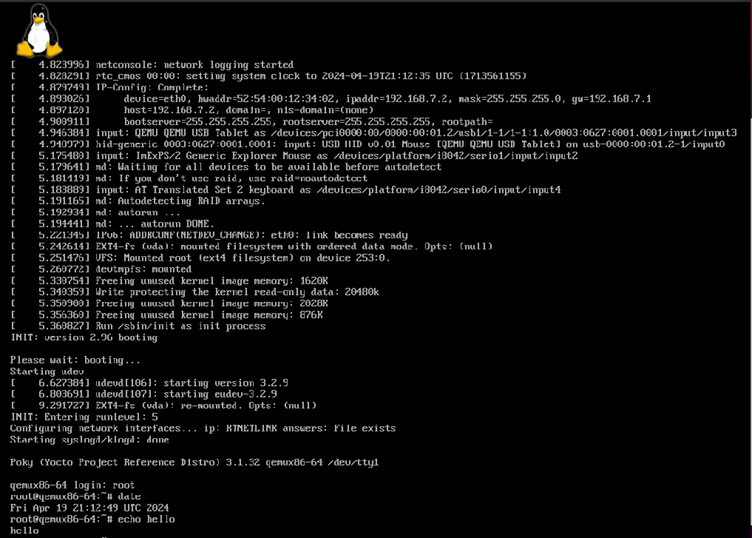 [    4.823996] netconsole: network logging started
[    4.828291] rtc_cmos 00:00: setting system clock to 2024-04-19T21:12:35 UTC (1713561155)
[    4.879749] IP-Config: Complete:
[    4.893026]      device=eth0, hwaddr=52:54:00:12:34:02, ipaddr=192.168.7.2, mask=255.255.255.0, gw=192.168.7.1
[    4.897120]      host=192.168.7.2, domain=, nis-domain=(none)
[    4.900911]      bootserver=255.255.255.255, rootserver=255.255.255.255, rootpath=
[    4.946384] input: QEMU QEMU USB Tablet as /devices/pci0000:00/0000:00:01.2/usb1/1-1/1-1:1.0/0003:0627:0001.0001/input/input3
[    4.948979] hid-generic 0003:0627:0001.0001: input: USB HID v0.01 Mouse [QEMU QEMU USB Tablet] on usb-0000:00:01.2-1/input0
[    5.175480] input: ImExPS/2 Generic Explorer Mouse as /devices/platform/i8042/serio1/input/input2
[    5.179641] md: Waiting for all devices to be available before autodetect
[    5.181419] md: If you don't use raid, use raid=noautodetect
[    5.183889] input: AT Translated Set 2 keyboard as /devices/platform/i8042/serio0/input/input4
[    5.191165] md: Autodetecting RAID arrays.
[    5.192934] md: autorun ...
[    5.194441] md: ... autorun DONE.
[    5.221345] IPv6: ADDRCONF(NETDEV_CHANGE): eth0: link becomes ready
[    5.242614] EXT4-fs (vda): mounted filesystem with ordered data mode. Opts: (null)
[    5.251476] VFS: Mounted root (ext4 filesystem) on device 253:0.
[    5.260772] devtmpfs: mounted
[    5.330754] Freeing unused kernel image memory: 1620K
[    5.340359] Write protecting the kernel read-only data: 20480k
[    5.350900] Freeing unused kernel image memory: 2028K
[    5.356360] Freeing unused kernel image memory: 876K
[    5.360827] Run /sbin/init as init process
INIT: version 2.96 booting
Please wait: booting...
Starting udev
[    6.627384] udevd[106]: starting version 3.2.9
[    6.803691] udevd[107]: starting eudev-3.2.9
[    9.291727] EXT4-fs (vda): re-mounted. Opts: (null)
INIT: Entering runlevel: 5
Configuring network interfaces... ip: RTNETLINK answers: File exists
Starting syslogd/klogd: done
Poky (Yocto Project Reference Distro) 3.1.32 qemux86-64 /dev/tty1
qemux86-64 login: root
root@qemux86-64:~# date
Fri Apr 19 21:12:49 UTC 2024
root@qemux86-64:~# echo hello
hello